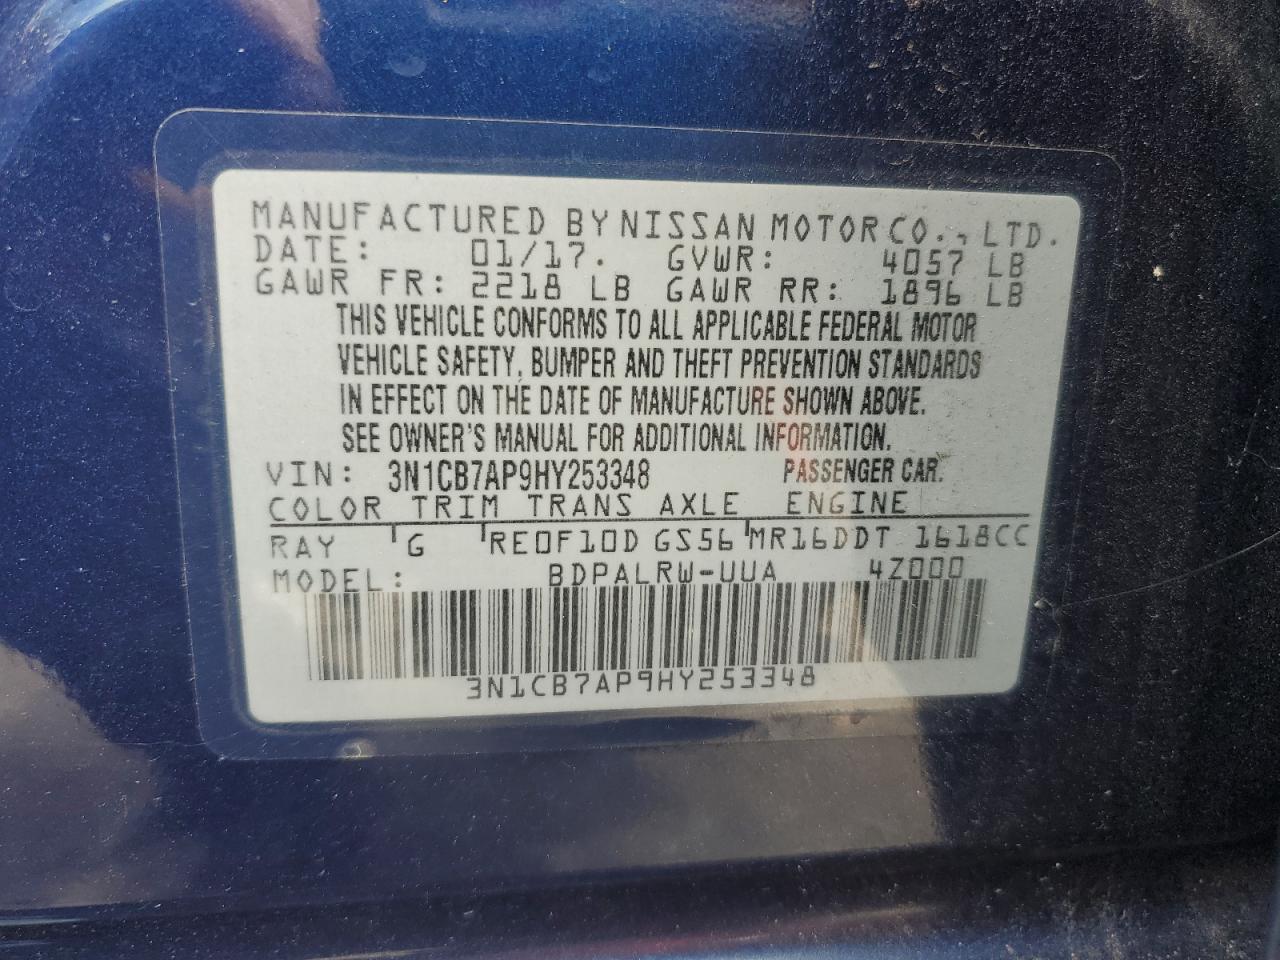 MANUFACTURED BY NISSAN MOTOR CO., LTD.
DATE: 01/17. GVWR: 4057 LB
GAWR FR: 2218 LB GAWR RR: 1896 LB
THIS VEHICLE CONFORMS TO ALL APPLICABLE FEDERAL MOTOR
VEHICLE SAFETY, BUMPER AND THEFT PREVENTION STANDARDS
IN EFFECT ON THE DATE OF MANUFACTURE SHOWN ABOVE.
SEE OWNER'S MANUAL FOR ADDITIONAL INFORMATION.
VIN: 3N1CB7AP9HY253348 PASSENGER CAR.
COLOR TRIM TRANS AXLE ENGINE
RAY G RE0F10D GS56 MR16DDT 1618CC
MODEL: BDPALRW-UUA 4Z000
3N1CB7AP9HY253348